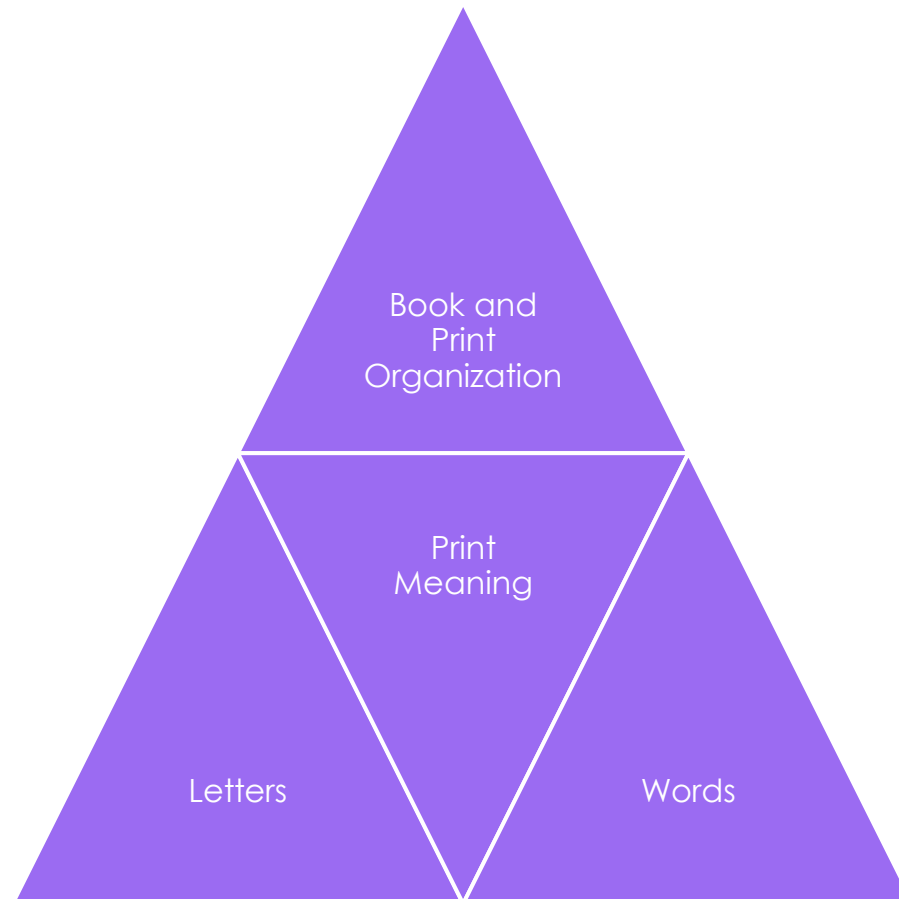 Book and
Print
Organization
Print
Meaning
Letters
Words